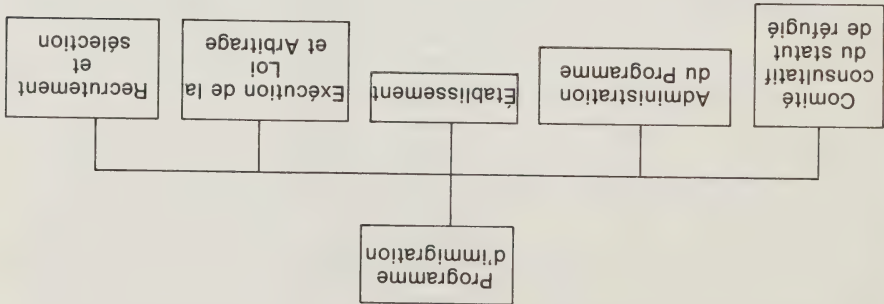 Programme
d'immigration
Recrutement
et
sélection
Exécution de la
Loi
et Arbitrage
Établissement
Administration
du Programme
Comité
consultatif
du statut
de réfugié